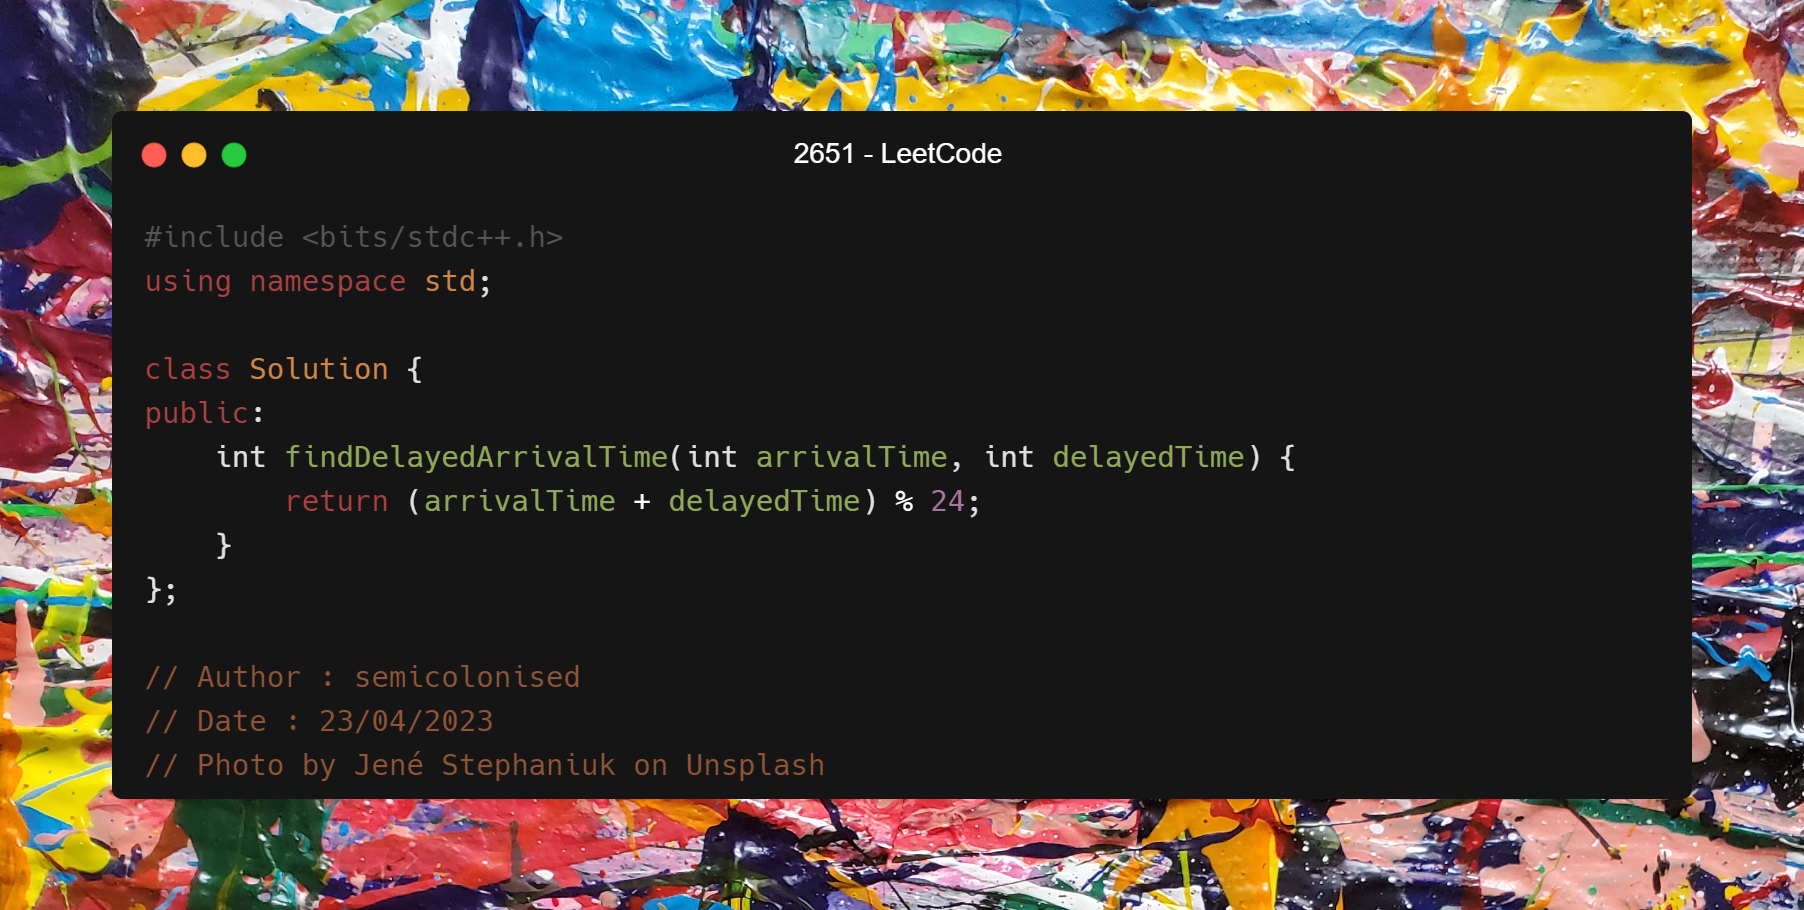 2651 - LeetCode
#include <bits/stdc++.h>
using namespace std;
class Solution {
public:
    int findDelayedArrivalTime(int arrivalTime, int delayedTime) {
        return (arrivalTime + delayedTime) % 24;
    }
};
// Author : semicolonised
// Date : 23/04/2023
// Photo by Jené Stephaniuk on Unsplash